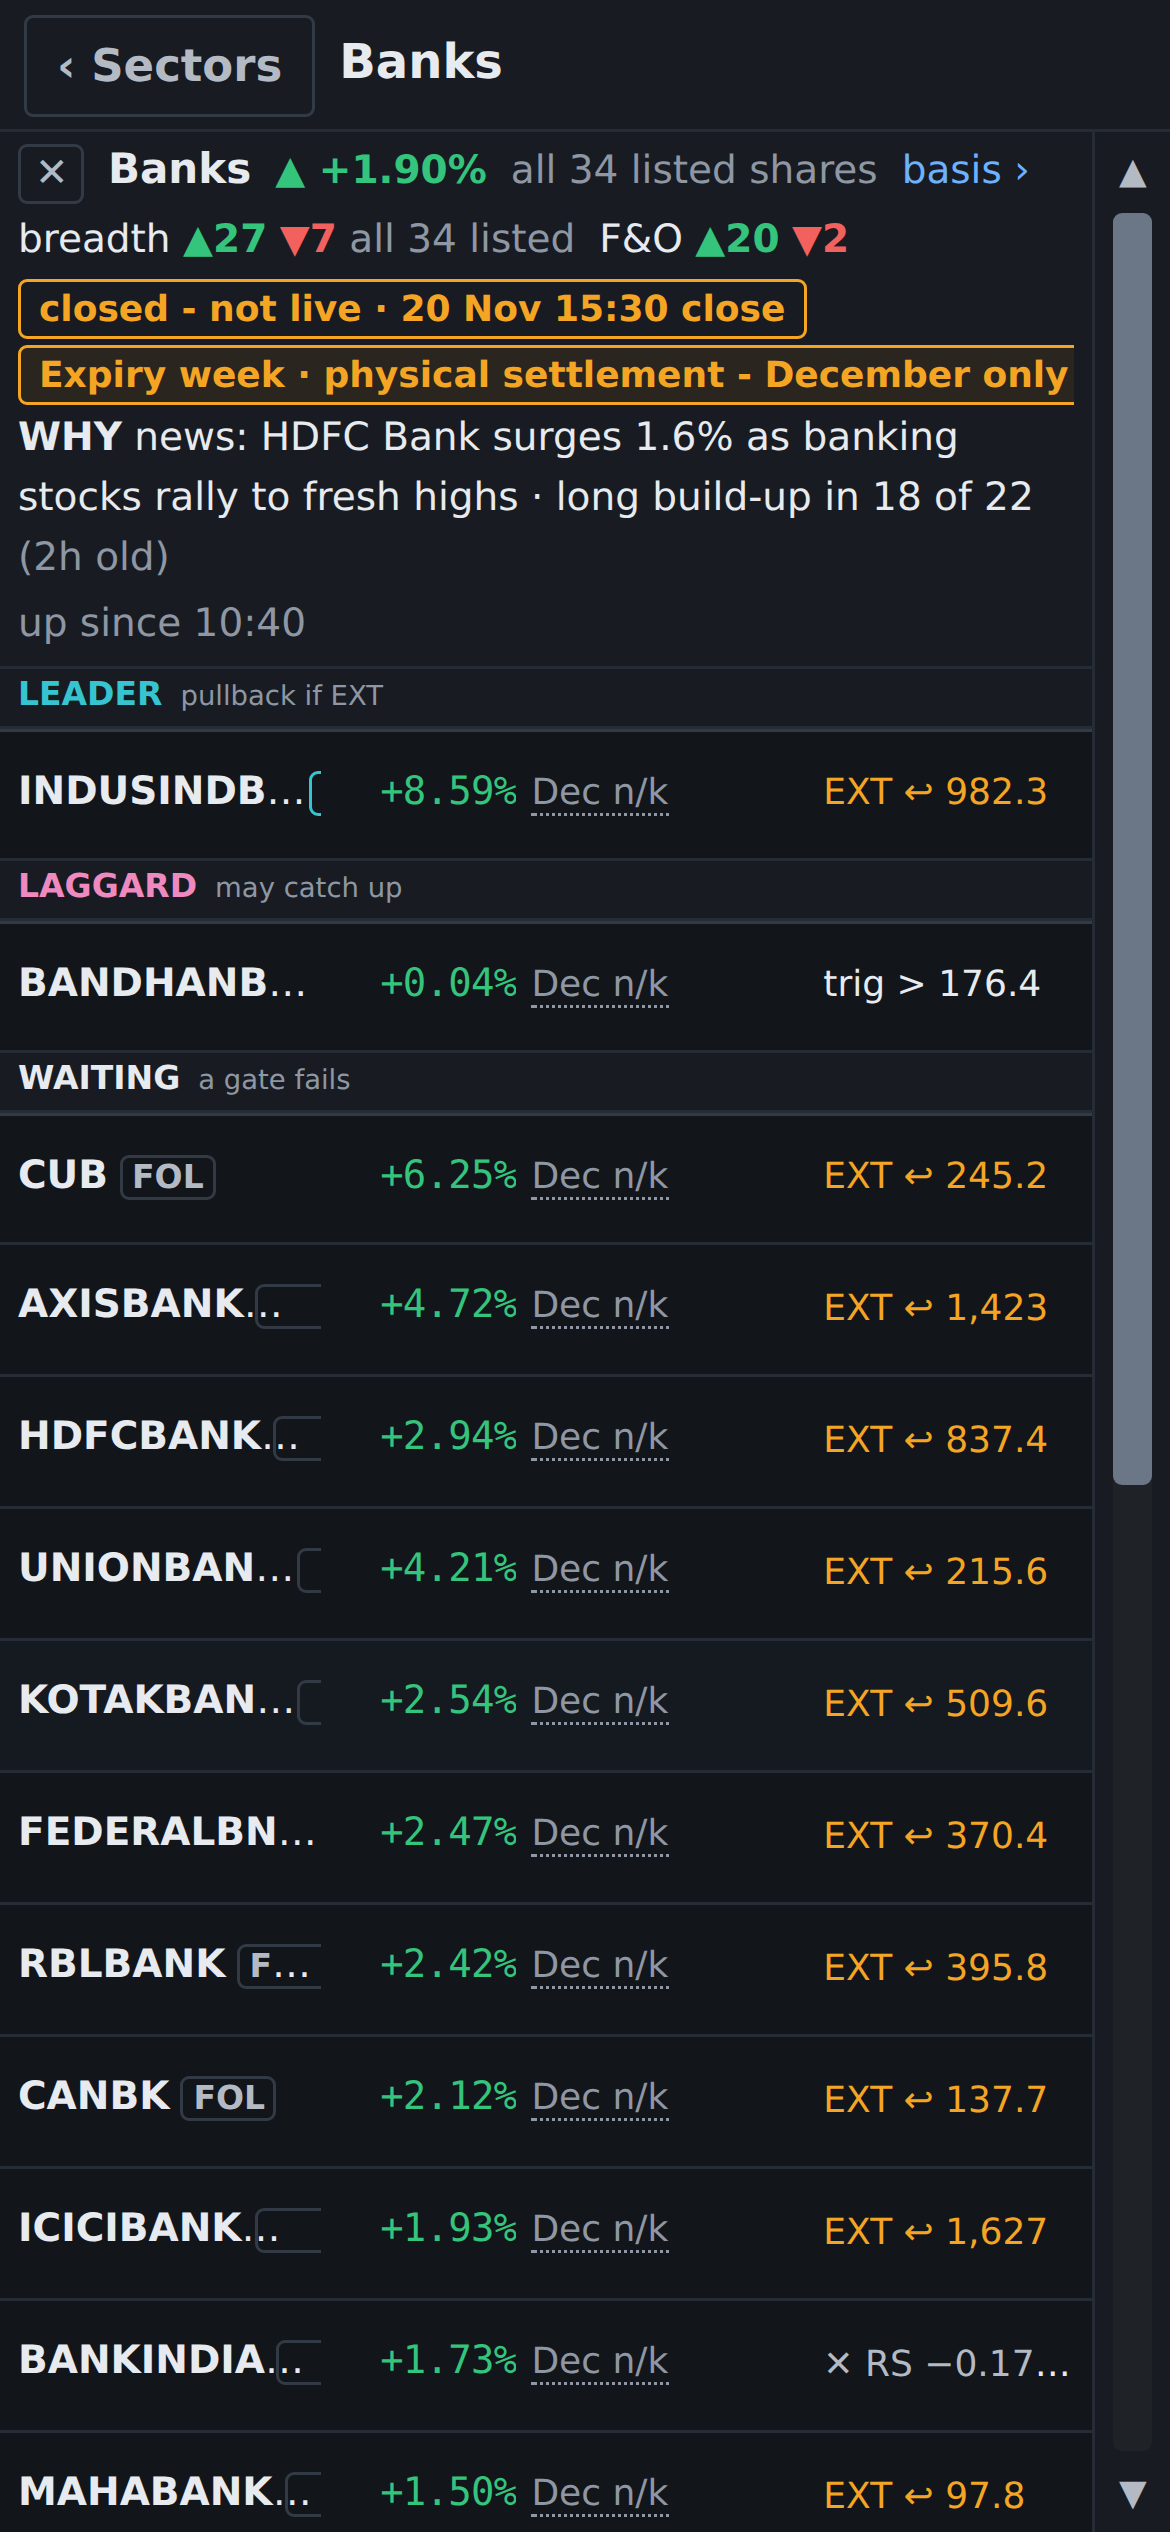 ‹ Sectors Banks
✕ Banks ▲ +1.90% all 34 listed shares basis ›
breadth ▲27 ▼7 all 34 listed F&O ▲20 ▼2
closed - not live · 20 Nov 15:30 close
Expiry week · physical settlement - December only
WHY news: HDFC Bank surges 1.6% as banking
stocks rally to fresh highs · long build-up in 18 of 22
(2h old)
up since 10:40
LEADER pullback if EXT
INDUSINDB… +8.59% Dec n/k EXT ↩ 982.3
LAGGARD may catch up
BANDHANB… +0.04% Dec n/k trig > 176.4
WAITING a gate fails
CUB FOL +6.25% Dec n/k EXT ↩ 245.2
AXISBANK… +4.72% Dec n/k EXT ↩ 1,423
HDFCBANK… +2.94% Dec n/k EXT ↩ 837.4
UNIONBAN… +4.21% Dec n/k EXT ↩ 215.6
KOTAKBAN… +2.54% Dec n/k EXT ↩ 509.6
FEDERALBN… +2.47% Dec n/k EXT ↩ 370.4
RBLBANK F… +2.42% Dec n/k EXT ↩ 395.8
CANBK FOL +2.12% Dec n/k EXT ↩ 137.7
ICICIBANK… +1.93% Dec n/k EXT ↩ 1,627
BANKINDIA… +1.73% Dec n/k ✕ RS −0.17…
MAHABANK… +1.50% Dec n/k EXT ↩ 97.8